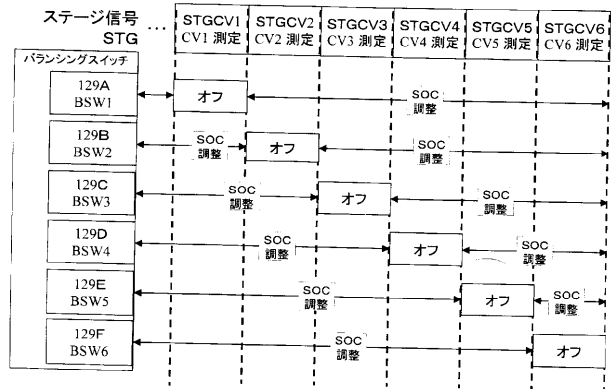 ステージ信号
STG
...
STGCV1
CV1 測定
STGCV2
CV2 測定
STGCV3
CV3 測定
STGCV4
CV4 測定
STGCV5
CV5 測定
STGCV6
CV6 測定
バランシングスイッチ
129A
BSW1
オフ
SOC
調整
129B
BSW2
SOC
調整
オフ
SOC
調整
129C
BSW3
SOC
調整
オフ
SOC
調整
129D
BSW4
SOC
調整
オフ
SOC
調整
129E
BSW5
SOC
調整
オフ
SOC
調整
129F
BSW6
SOC
調整
オフ